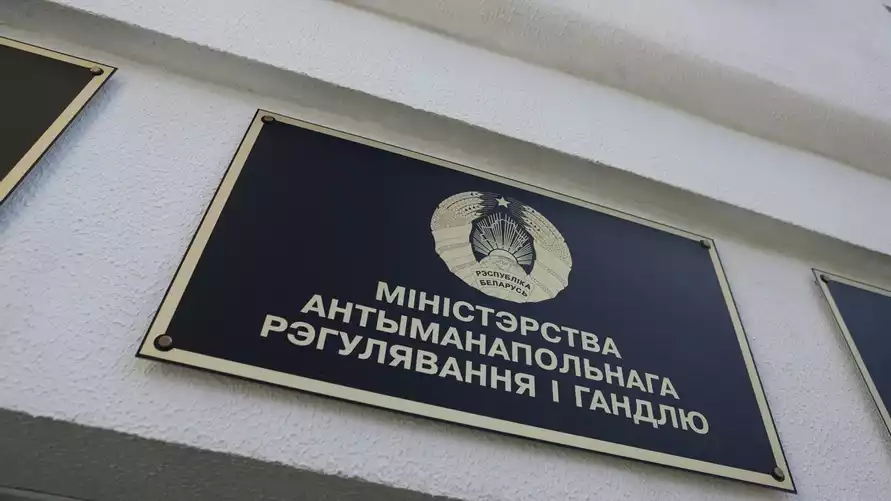 РЭСПУБЛІКА
БЕЛАРУСЬ
МІНІСТЭРСТВА
АНТЫМАНАПОЛЬНАГА
РЭГУЛЯВАННЯ І ГАНДЛЮ